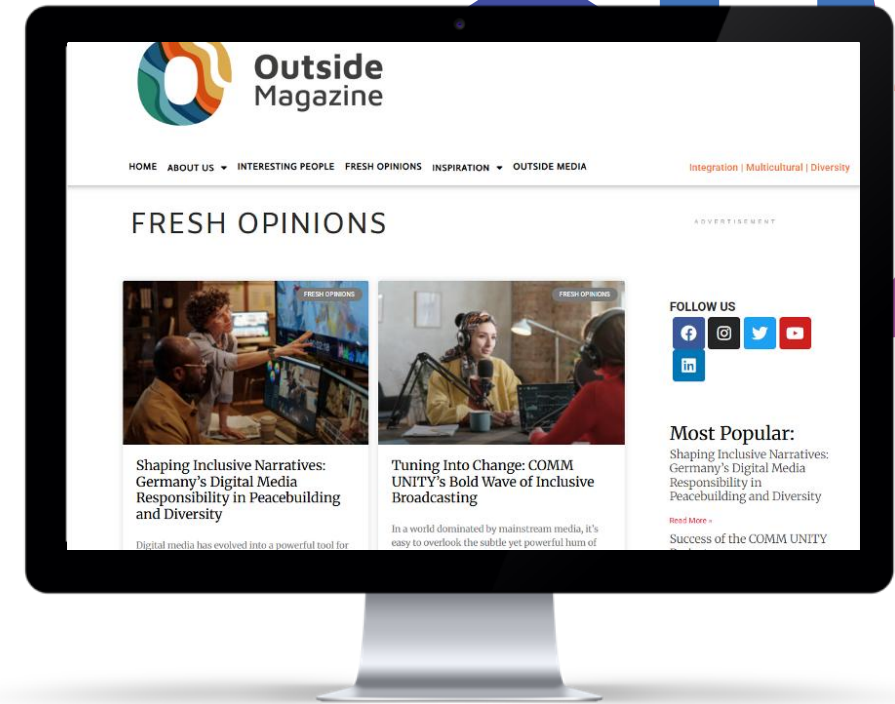 Outside
Magazine
HOME ABOUT US INTERESTING PEOPLE FRESH OPINIONS INSPIRATION OUTSIDE MEDIA
Integration | Multicultural | Diversity
FRESH OPINIONS
ADVERTISEMENT
FRESH OPINIONS
FRESH OPINIONS
Shaping Inclusive Narratives:
Germany’s Digital Media
Responsibility in Peacebuilding
and Diversity
Digital media has evolved into a powerful tool for
Tuning Into Change: COMM
UNITY’s Bold Wave of Inclusive
Broadcasting
In a world dominated by mainstream media, it’s
easy to overlook the subtle yet powerful hum of
FOLLOW US
Most Popular:
Shaping Inclusive Narratives:
Germany’s Digital Media
Responsibility in
Peacebuilding and Diversity
Read More »
Success of the COMM UNITY